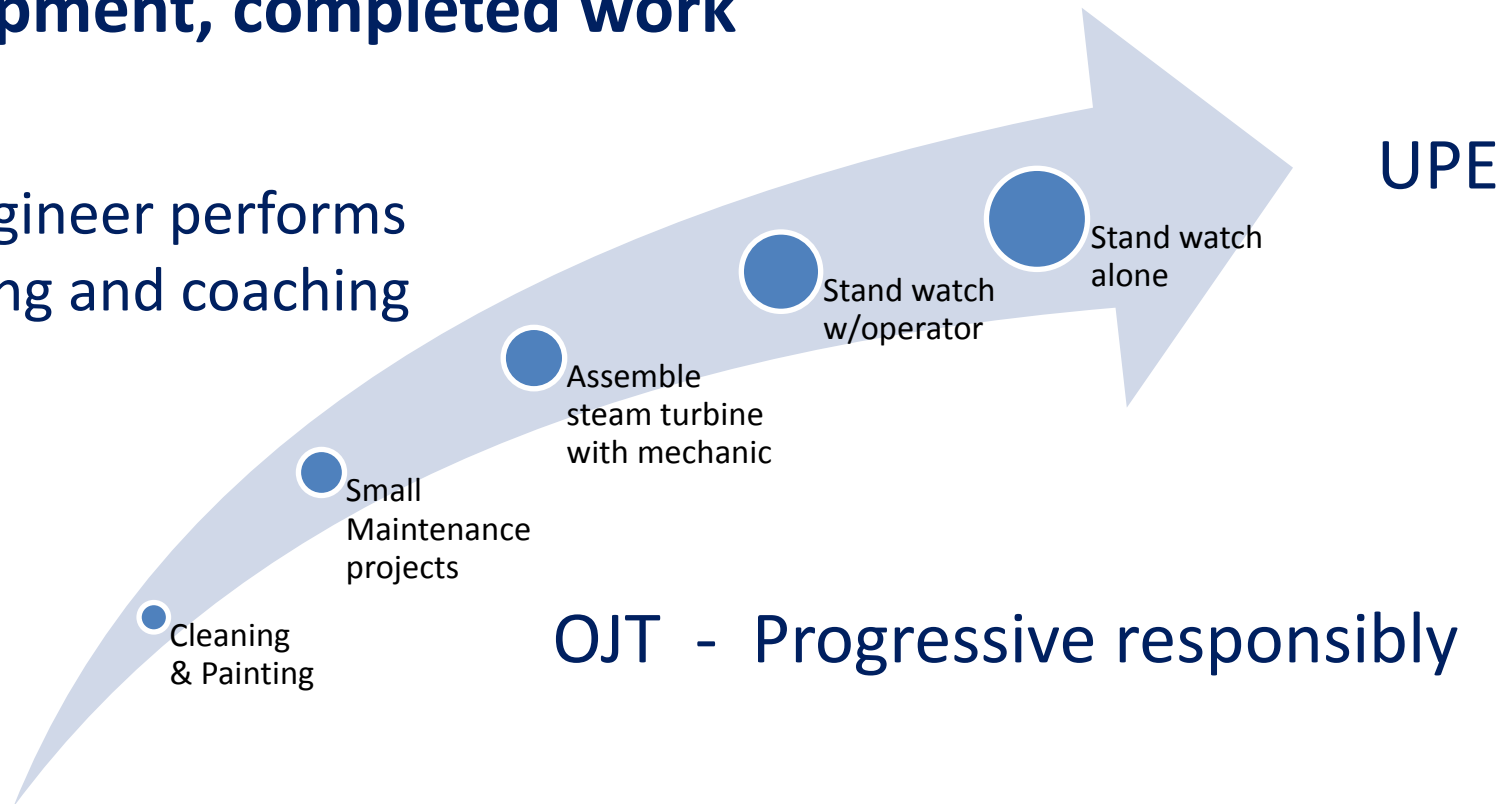 pment, completed work
UPE
gineer performs
ng and coaching
Stand watch
alone
Stand watch
w/operator
Assemble
steam turbine
with mechanic
Small
Maintenance
projects
Cleaning
& Painting
OJT - Progressive responsibly